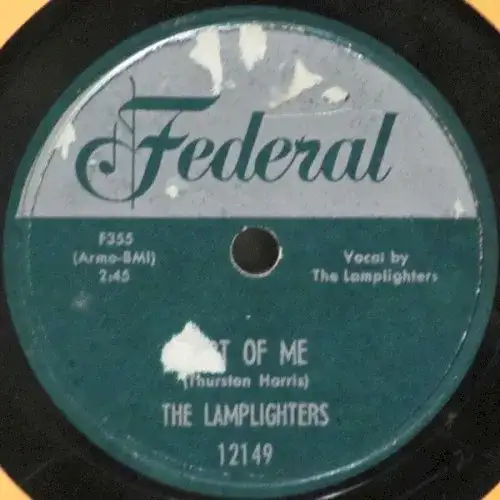 Federal
F355
(Armo-BMI)
2:45
Vocal by
The Lamplighters
OF ME
(Thurston Harris)
THE LAMPLIGHTERS
12149